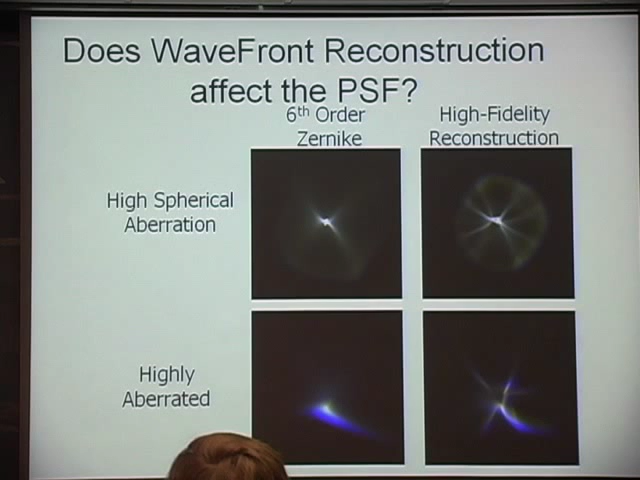 Does WaveFront Reconstruction
affect the PSF?
6th Order
Zernike
High-Fidelity
Reconstruction
High Spherical
Aberration
Highly
Aberrated